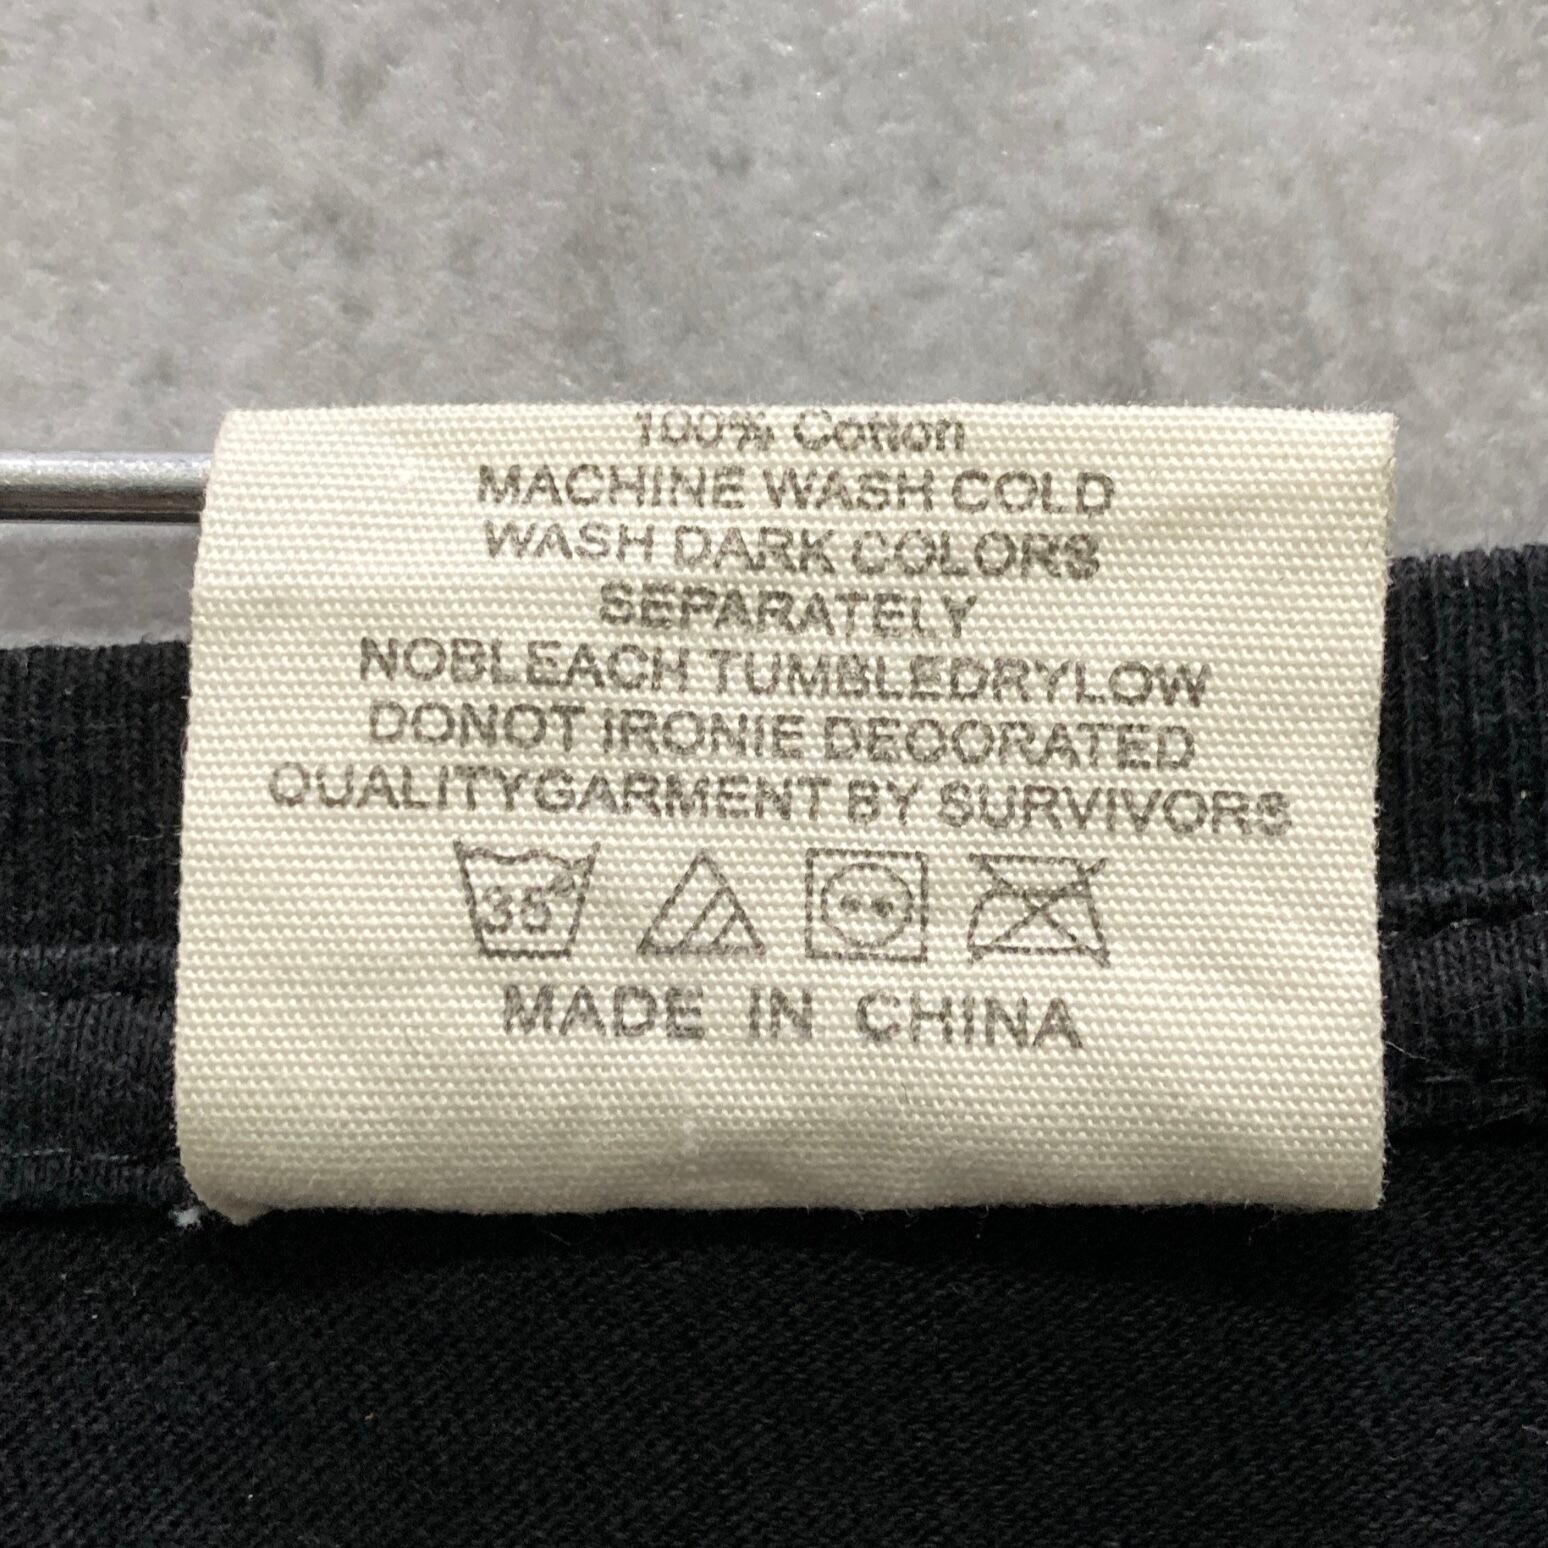 100% Cotton
MACHINE WASH COLD
WASH DARK COLORS
SEPARATELY
NOBLEACH TUMBLEDRYLOW
DONOT IRONIE DECORATED
QUALITYGARMENT BY SURVIVORS
35°
MADE IN CHINA